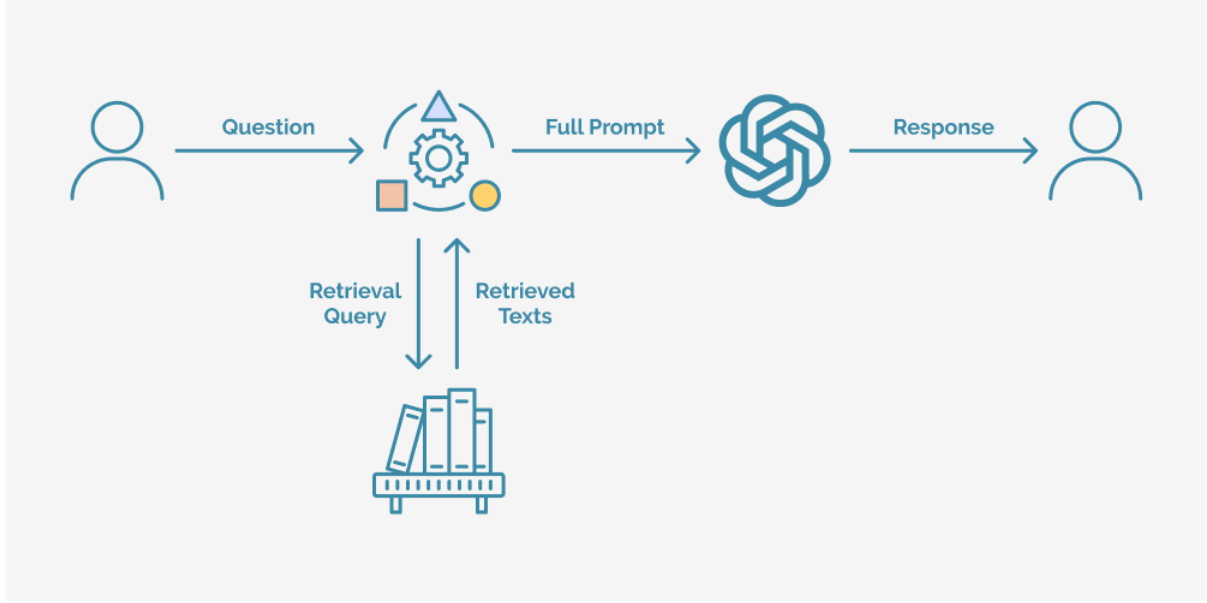 Question
Full Prompt
Response
Retrieval
Query
Retrieved
Texts